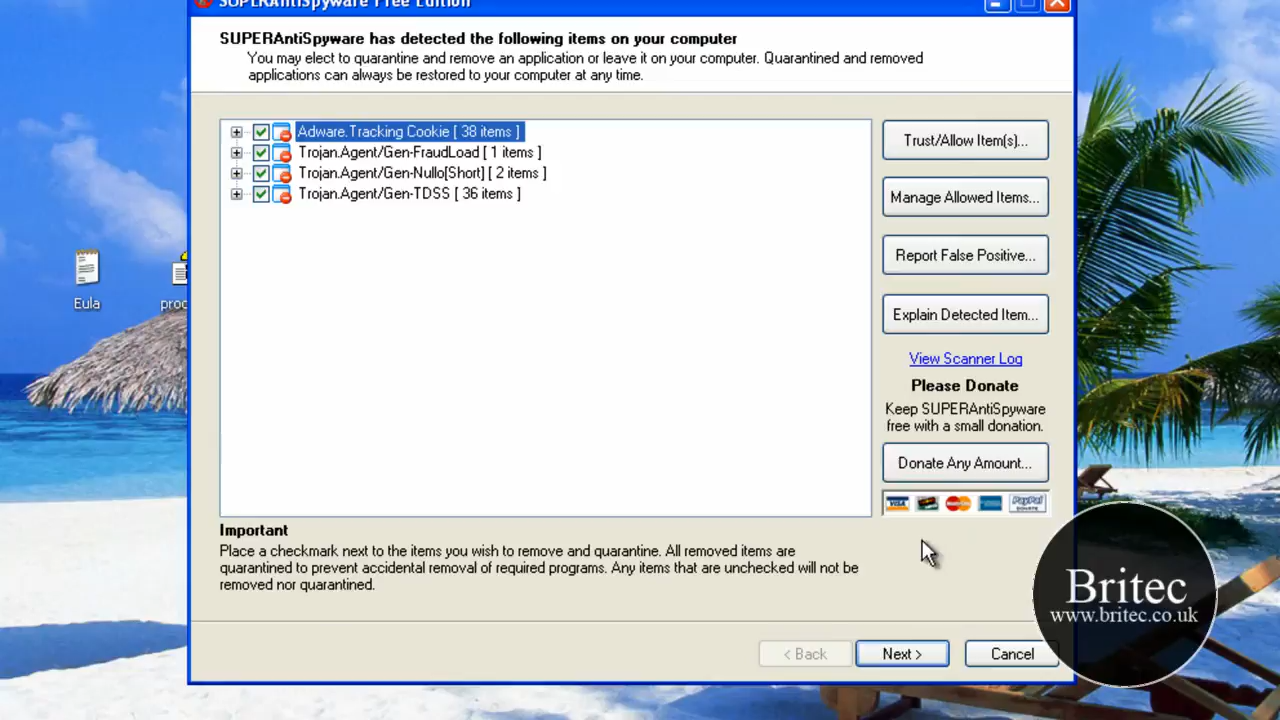 SUPERAntiSpyware Free Edition
SUPERAntiSpyware has detected the following items on your computer
You may elect to quarantine and remove an application or leave it on your computer. Quarantined and removed
applications can always be restored to your computer at any time.
Adware.Tracking Cookie [ 38 items ]
Trojan.Agent/Gen-FraudLoad [ 1 items ]
Trojan.Agent/Gen-Nullo[Short] [ 2 items ]
Trojan.Agent/Gen-TDSS [ 36 items ]
Trust/Allow Item(s)...
Manage Allowed Items...
Report False Positive...
Explain Detected Item...
View Scanner Log
Please Donate
Keep SUPERAntiSpyware
free with a small donation.
Donate Any Amount...
VISA
PayPal
DONATE
Eula
proc
Important
Place a checkmark next to the items you wish to remove and quarantine. All removed items are
quarantined to prevent accidental removal of required programs. Any items that are unchecked will not be
removed nor quarantined.
< Back
Next >
Cancel
Britec
www.britec.co.uk